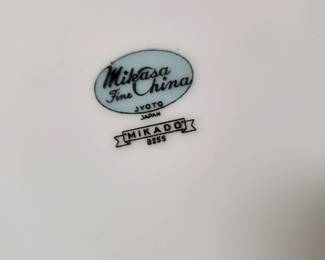 Mikasa
Fine China
JYOTO
JAPAN
MIKADO
8255